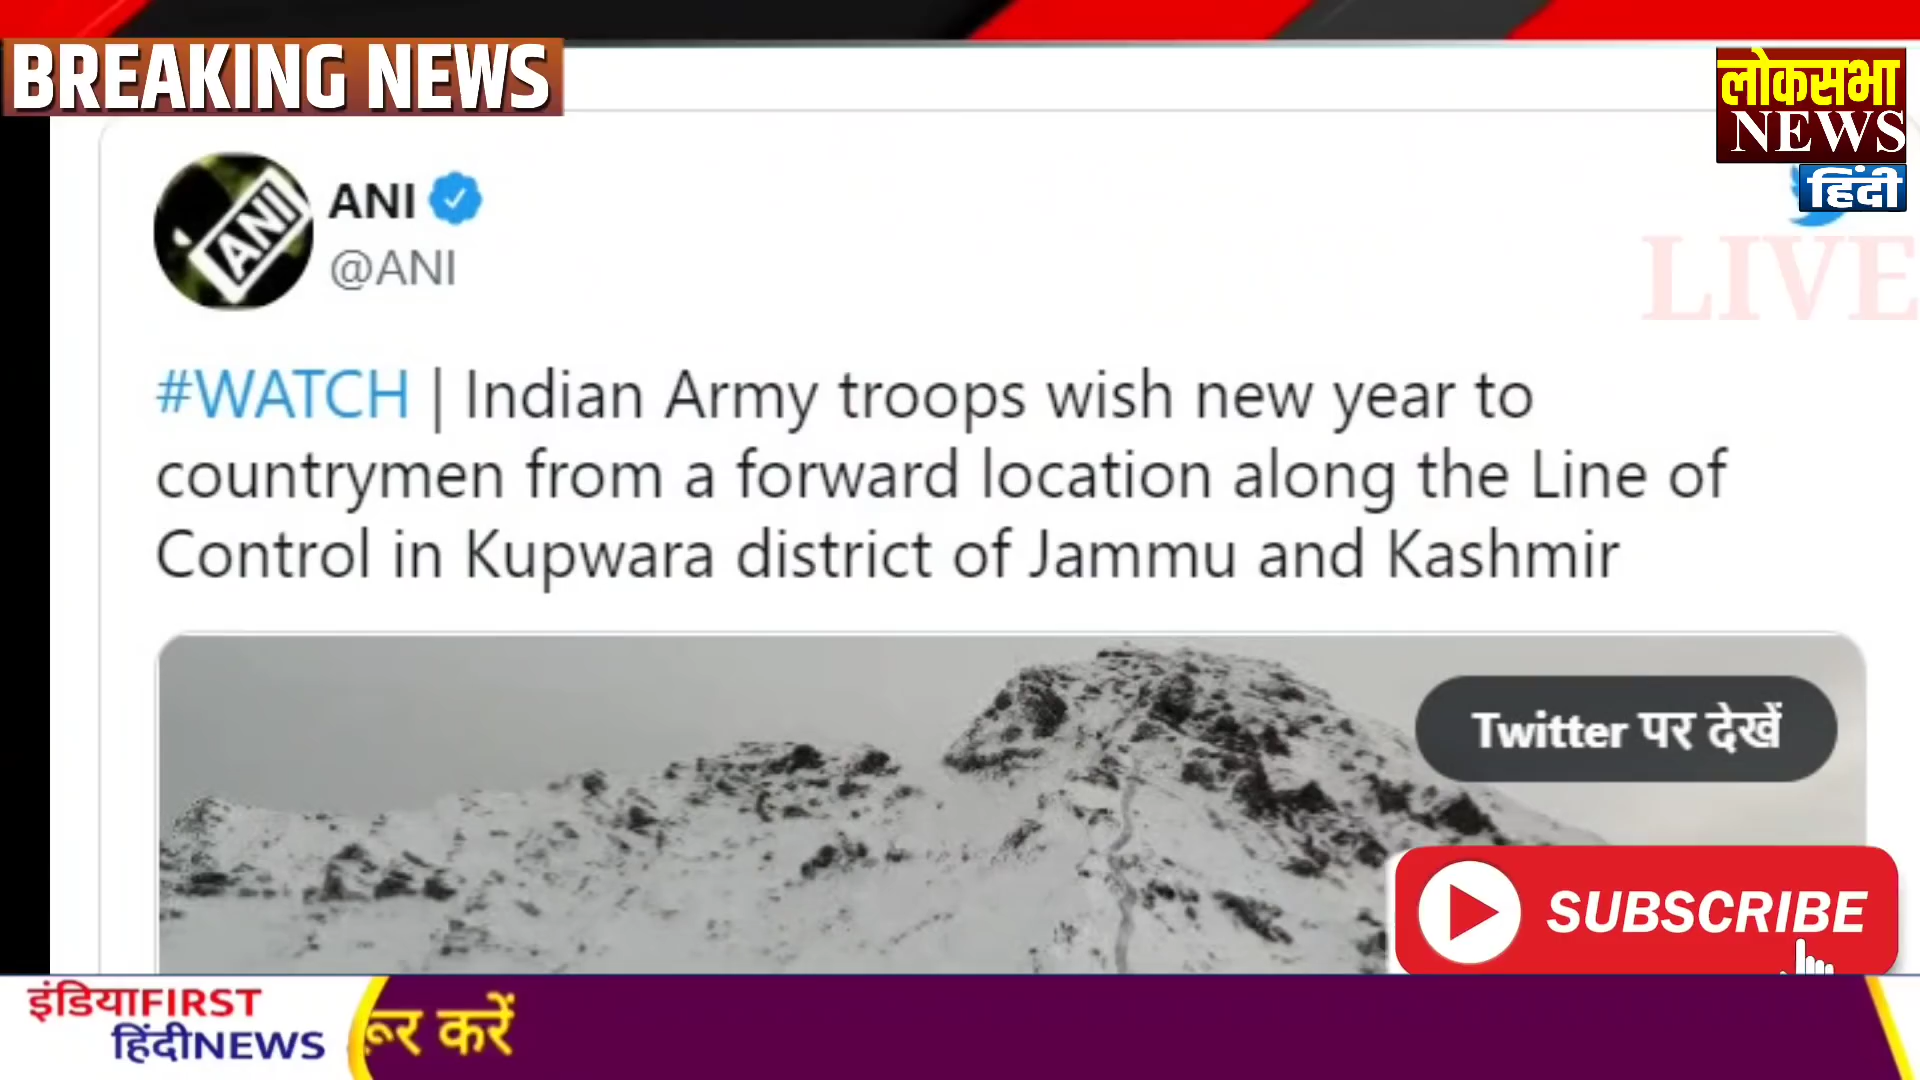 BREAKING NEWS
लोकसभा
NEWS
हिंदी
LIVE
ANI
ANI
@ANI
#WATCH | Indian Army troops wish new year to
countrymen from a forward location along the Line of
Control in Kupwara district of Jammu and Kashmir
Twitter पर देखें
SUBSCRIBE
इंडियाFIRST
हिंदीNEWS
करें